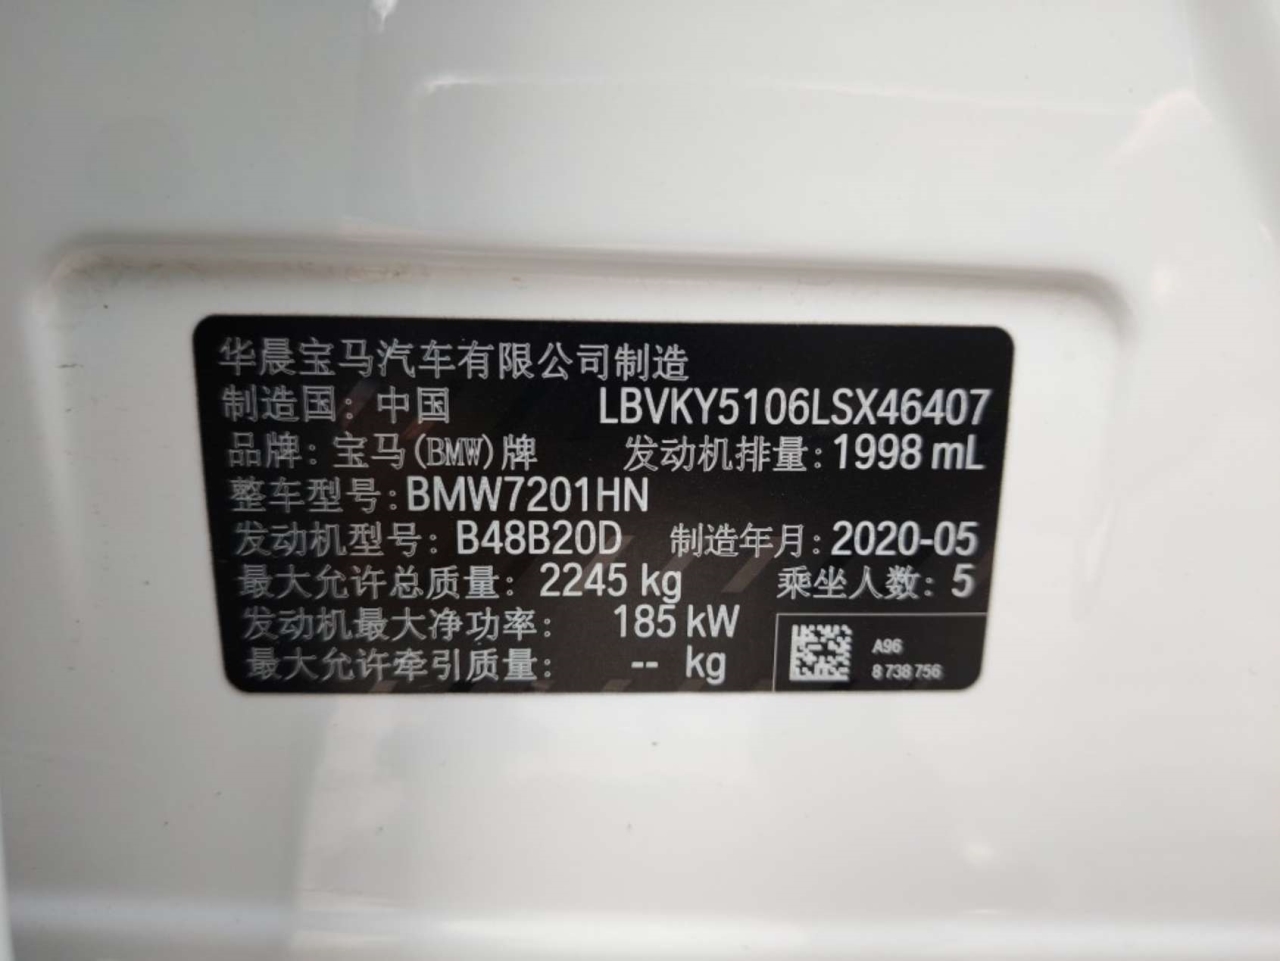 华晨宝马汽车有限公司制造
制造国：中国 LBVKY5106LSX46407
品牌：宝马(BMW)牌 发动机排量：1998 mL
整车型号：BMW7201HN
发动机型号：B48B20D 制造年月：2020-05
最大允许总质量：2245 kg 乘坐人数：5
发动机最大净功率：185 kW
最大允许牵引质量：-- kg
A96
8 738 756